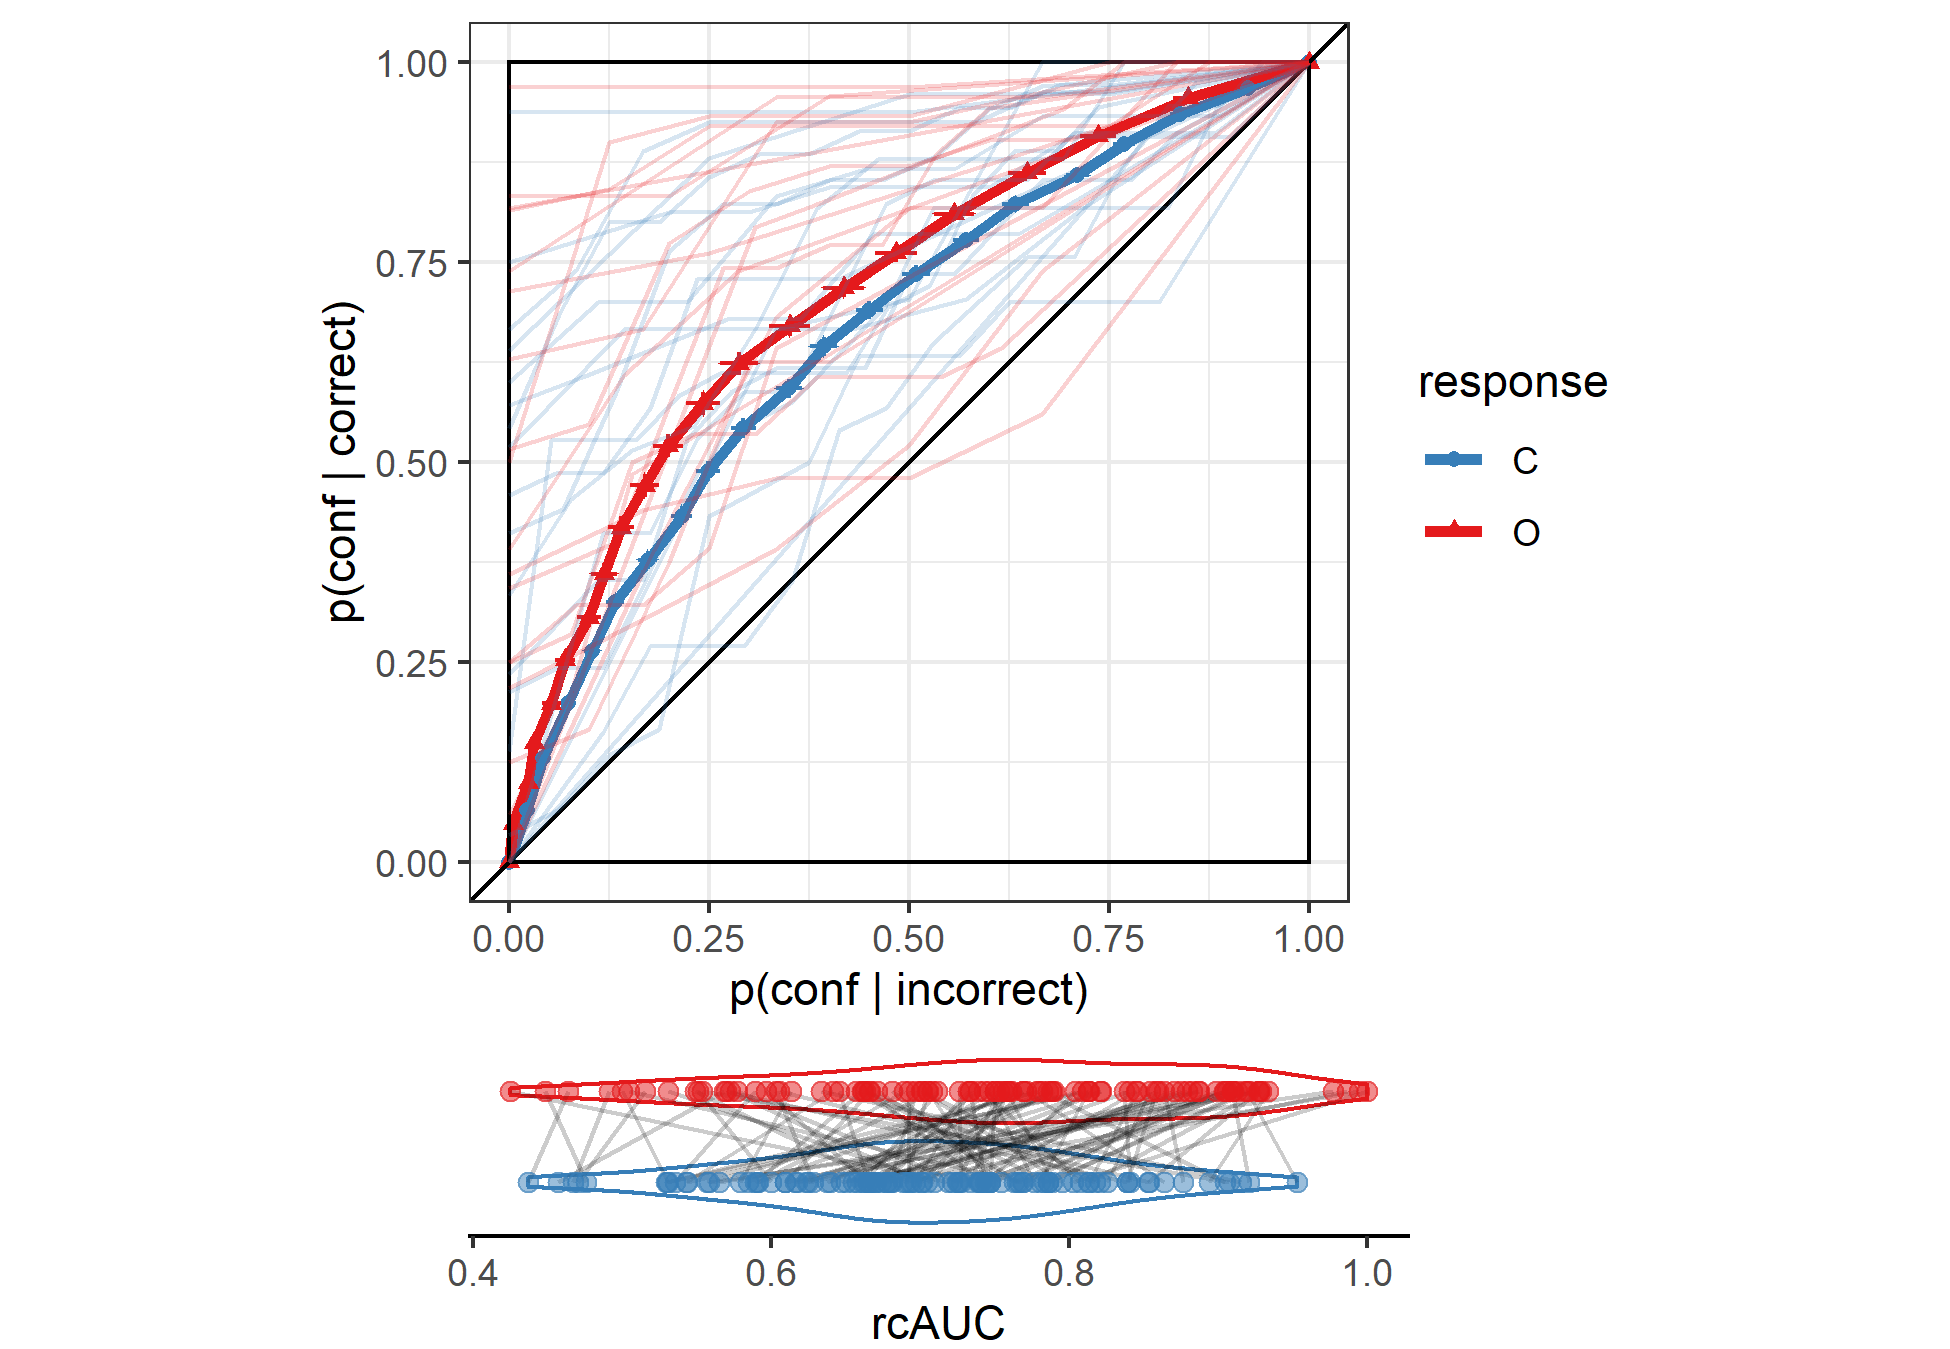 1.00
0.75
0.50
0.25
0.00
p(conf | correct)
0.00 0.25 0.50 0.75 1.00
p(conf | incorrect)
response
C
O
0.4 0.6 0.8 1.0
rcAUC